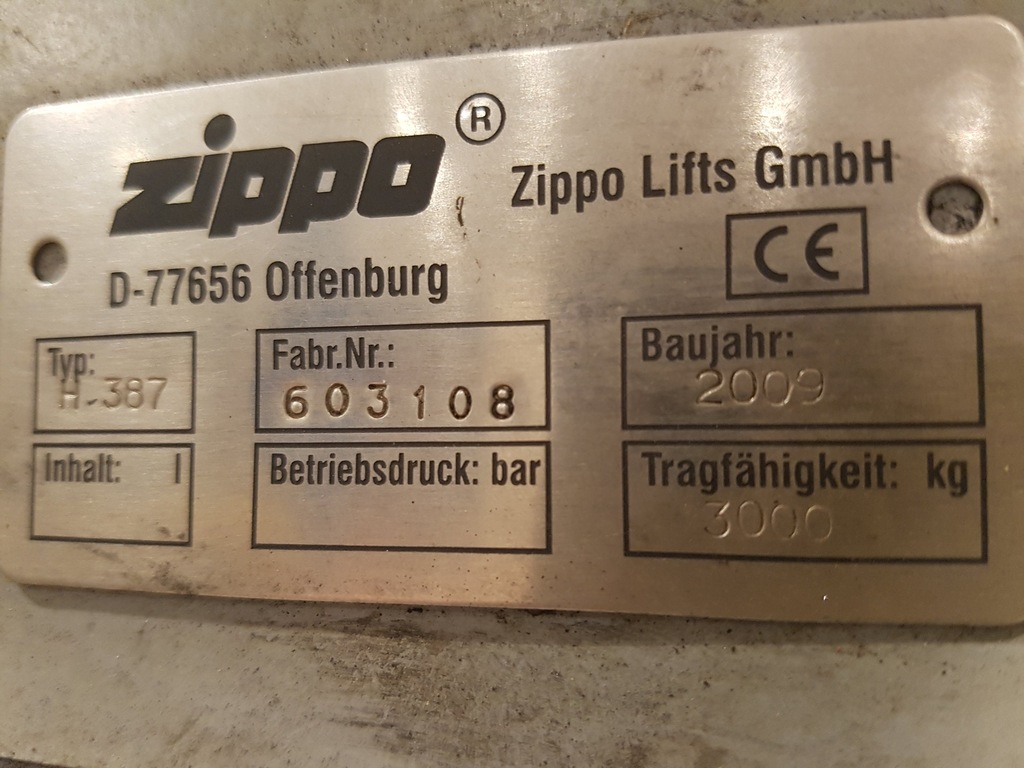 zippo ®
Zippo Lifts GmbH
D-77656 Offenburg
CE
Typ:
H-387
Fabr.Nr.:
603108
Baujahr:
2009
Inhalt: l
Betriebsdruck: bar
Tragfähigkeit: kg
3000